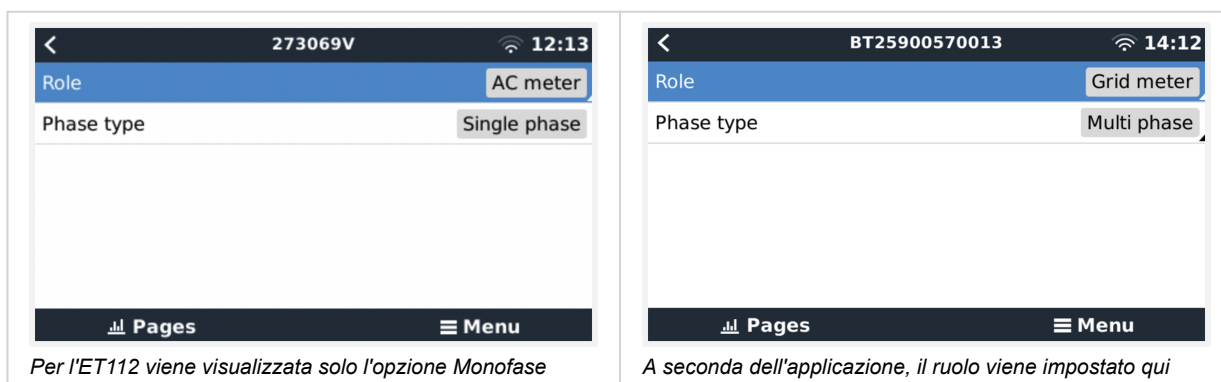 273069V 12:13
Role AC meter
Phase type Single phase
Pages Menu
Per l'ET112 viene visualizzata solo l'opzione Monofase
BT25900570013 14:12
Role Grid meter
Phase type Multi phase
Pages Menu
A seconda dell'applicazione, il ruolo viene impostato qui